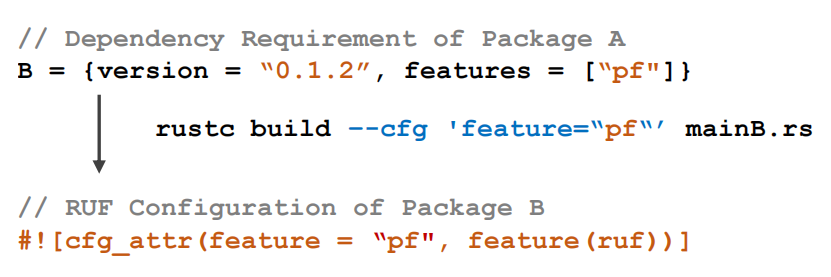 // Dependency Requirement of Package A
B = {version = “0.1.2”, features = [“pf"]}
rustc build --cfg 'feature=“pf“’ mainB.rs
// RUF Configuration of Package B
#![cfg_attr(feature = “pf", feature(ruf))]